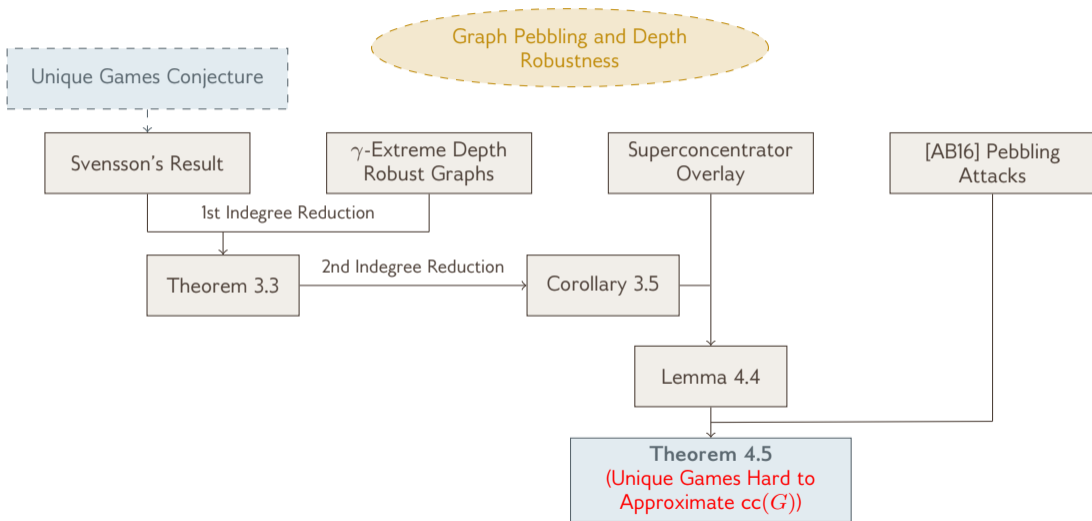 Graph Pebbling and Depth
Robustness
Unique Games Conjecture
Svensson's Result
γ-Extreme Depth
Robust Graphs
Superconcentrator
Overlay
[AB16] Pebbling
Attacks
1st Indegree Reduction
Theorem 3.3
2nd Indegree Reduction
Corollary 3.5
Lemma 4.4
Theorem 4.5
(Unique Games Hard to
Approximate cc(G))